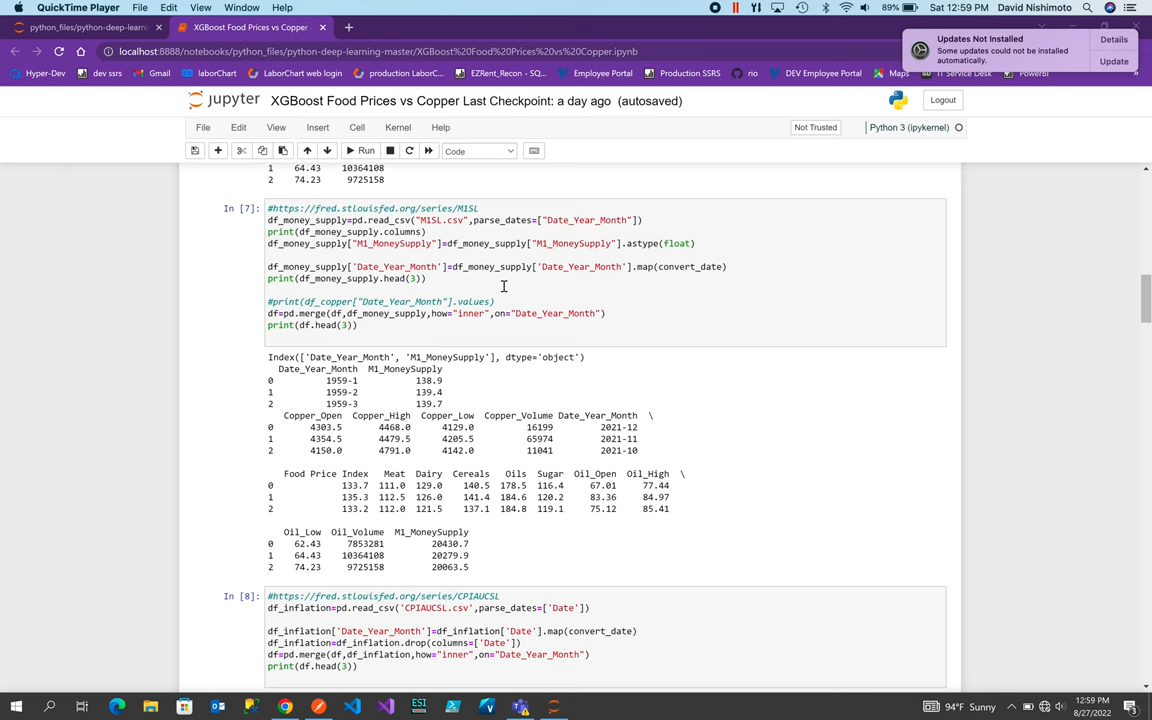 QuickTime Player File Edit View Window Help 89% Sat 12:59 PM David Nishimoto
python_files/python-deep-learni XGBoost Food Prices vs Copper -
localhost:8888/notebooks/python_files/python-deep-learning-master/XGBoost%20Food%20Prices%20vs%20Copper.ipynb
Updates Not Installed
Some updates could not be installed
automatically.
Details
Update
Hyper-Dev dev ssrs Gmail laborChart LaborChart web login production LaborC... EZRent_Recon - SQ... Employee Portal Production SSRS rio DEV Employee Portal Maps IT Service Desk PowerBI
jupyter XGBoost Food Prices vs Copper Last Checkpoint: a day ago (autosaved) Logout
File Edit View Insert Cell Kernel Help Not Trusted Python 3 (ipykernel)
Run Code
1 64.43 10364108
2 74.23 9725158
In [7]: #https://fred.stlouisfed.org/series/M1SL
df_money_supply=pd.read_csv("M1SL.csv",parse_dates=["Date_Year_Month"])
print(df_money_supply.columns)
df_money_supply["M1_MoneySupply"]=df_money_supply["M1_MoneySupply"].astype(float)
df_money_supply['Date_Year_Month']=df_money_supply['Date_Year_Month'].map(convert_date)
print(df_money_supply.head(3))
#print(df_copper["Date_Year_Month"].values)
df=pd.merge(df,df_money_supply,how="inner",on="Date_Year_Month")
print(df.head(3))
Index(['Date_Year_Month', 'M1_MoneySupply'], dtype='object')
Date_Year_Month M1_MoneySupply
0 1959-1 138.9
1 1959-2 139.4
2 1959-3 139.7
Copper_Open Copper_High Copper_Low Copper_Volume Date_Year_Month \
0 4303.5 4468.0 4129.0 16199 2021-12
1 4354.5 4479.5 4205.5 65974 2021-11
2 4150.0 4791.0 4142.0 11041 2021-10
Food Price Index Meat Dairy Cereals Oils Sugar Oil_Open Oil_High \
0 133.7 111.0 129.0 140.5 178.5 116.4 67.01 77.44
1 135.3 112.5 126.0 141.4 184.6 120.2 83.36 84.97
2 133.2 112.0 121.5 137.1 184.8 119.1 75.12 85.41
Oil_Low Oil_Volume M1_MoneySupply
0 62.43 7853281 20430.7
1 64.43 10364108 20279.9
2 74.23 9725158 20063.5
In [8]: #https://fred.stlouisfed.org/series/CPIAUCSL
df_inflation=pd.read_csv('CPIAUCSL.csv',parse_dates=['Date'])
df_inflation['Date_Year_Month']=df_inflation['Date'].map(convert_date)
df_inflation=df_inflation.drop(columns=['Date'])
df=pd.merge(df,df_inflation,how="inner",on="Date_Year_Month")
print(df.head(3))
94°F Sunny 12:59 PM
8/27/2022